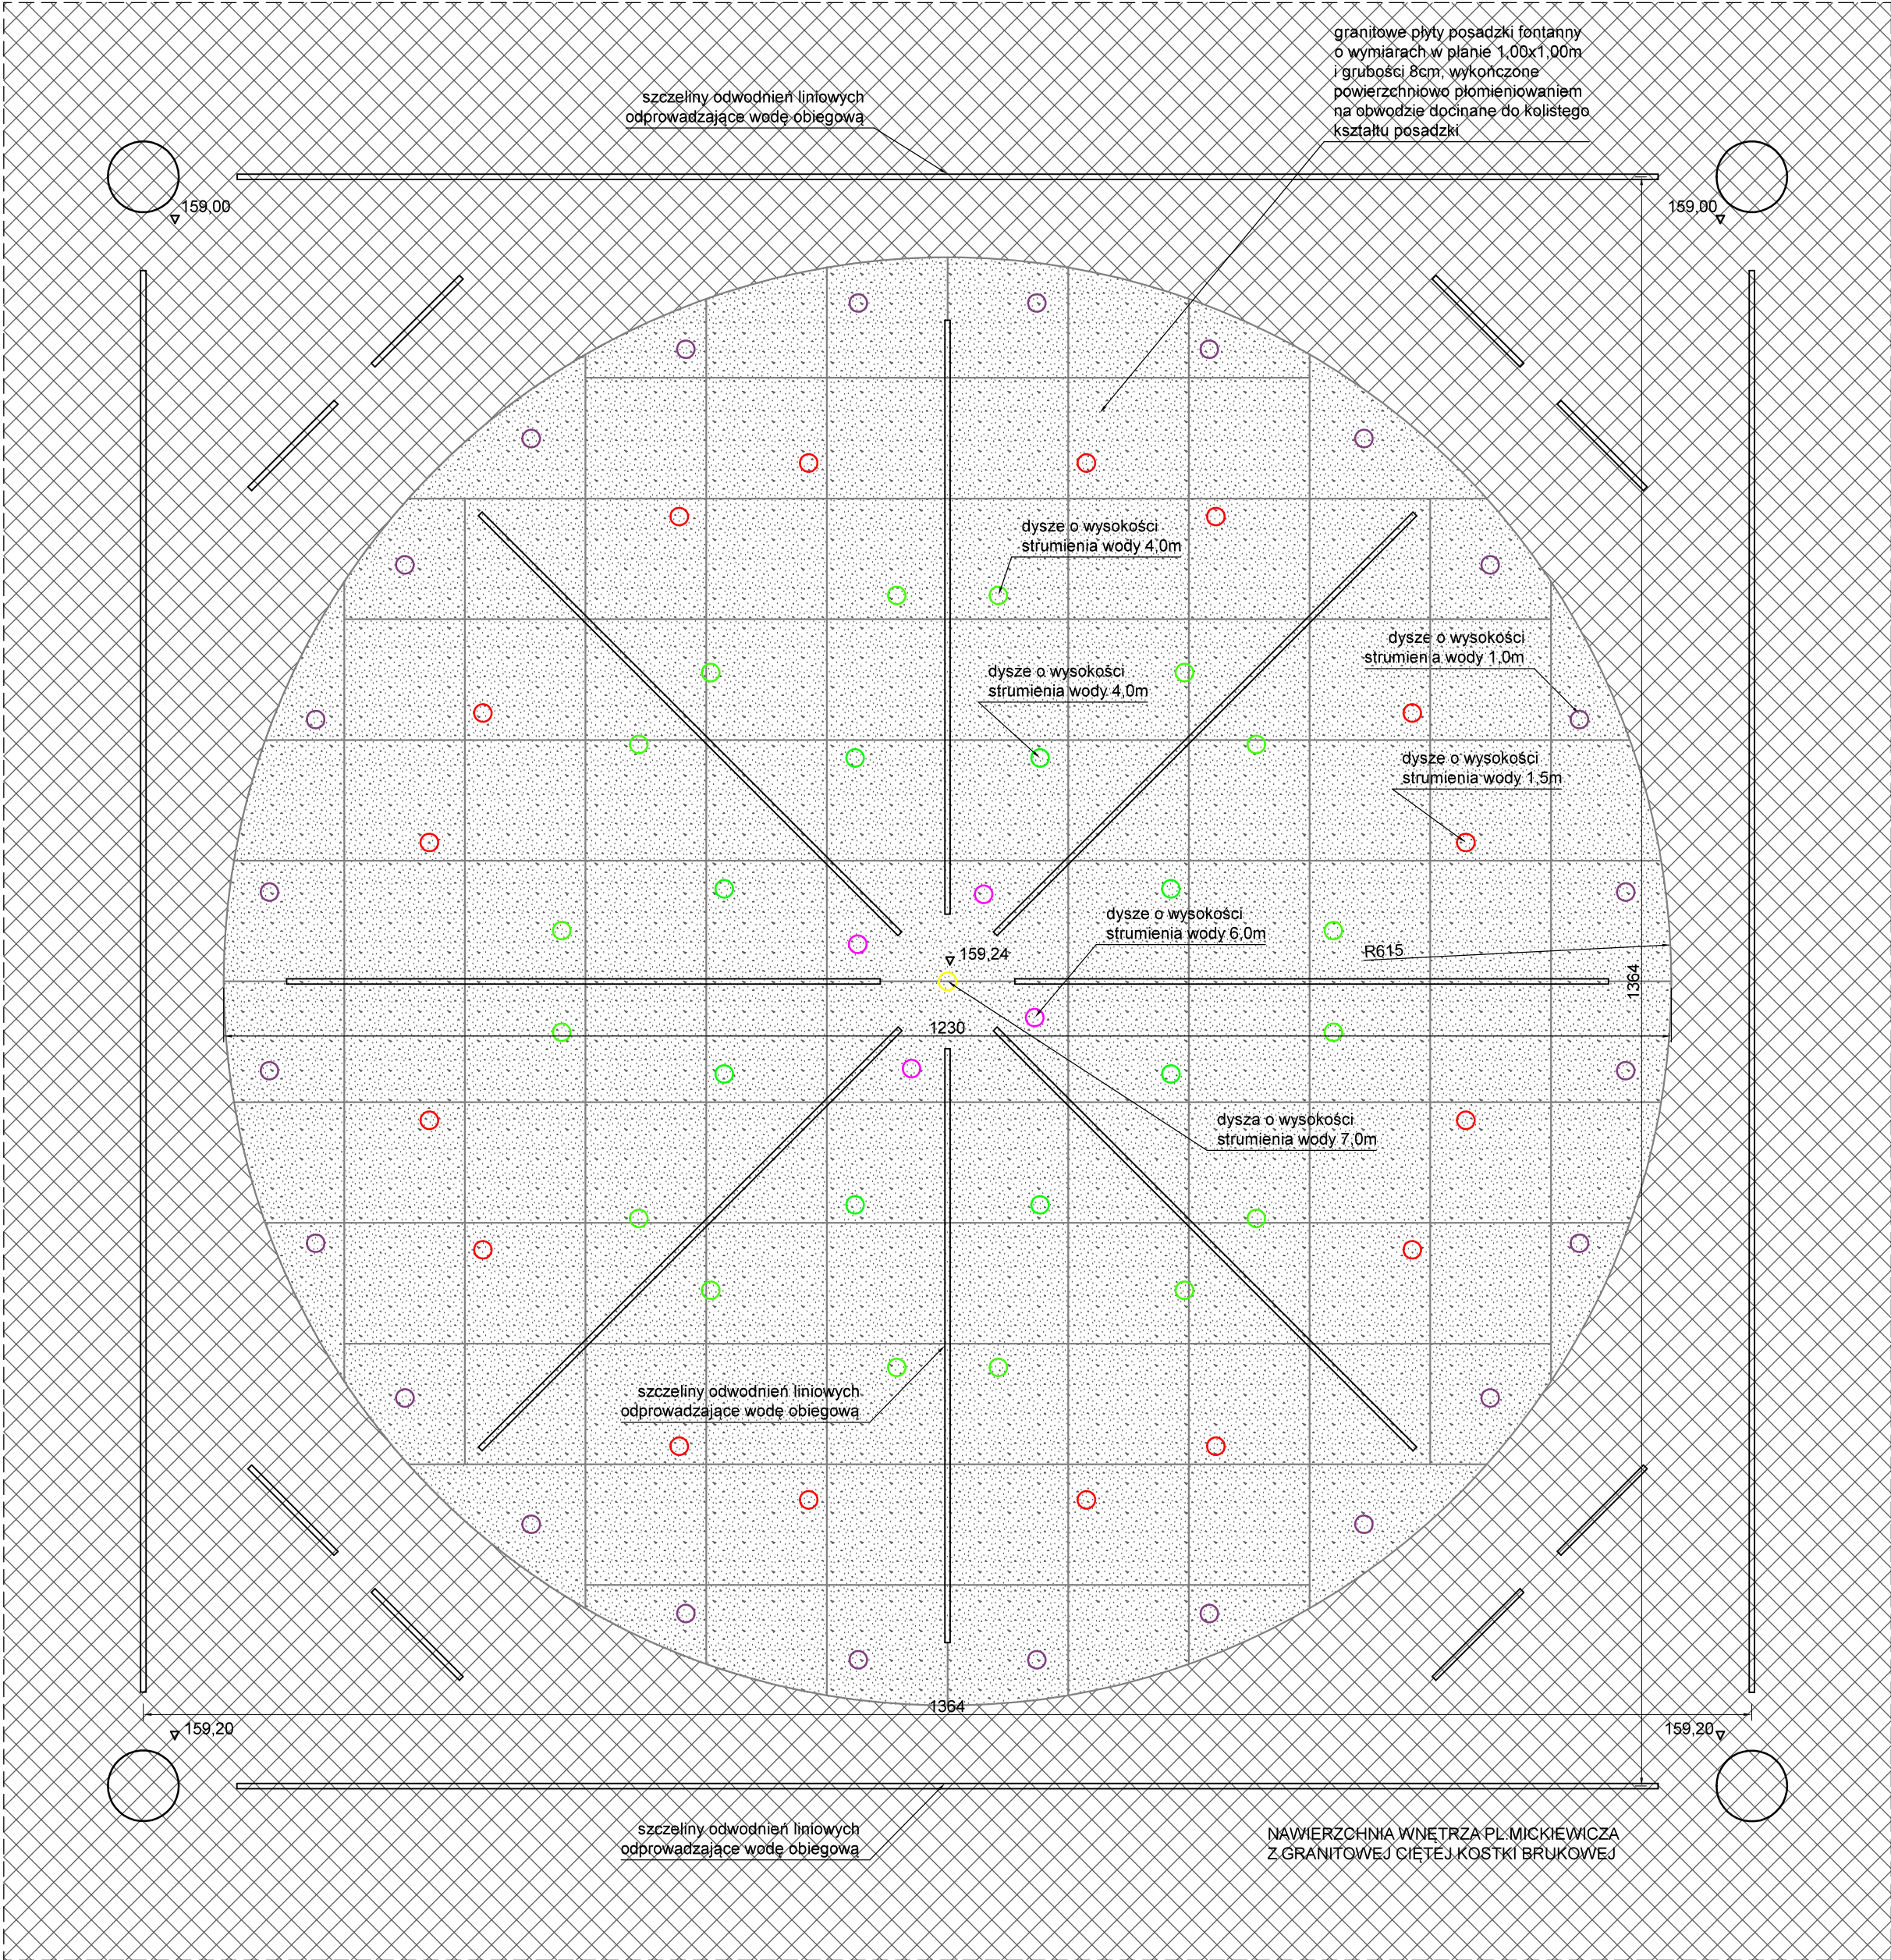 granitowe płyty posadzki fontanny
o wymiarach w planie 1,00x1,00m
i grubości 8cm, wykończone
powierzchniowo płomieniowaniem
na obwodzie docinane do kolistego
kształtu posadzki
szczeliny odwodnień liniowych
odprowadzające wodę obiegową
159,00
159,00
dysze o wysokości
strumienia wody 4,0m
dysze o wysokości
strumienia wody 1,0m
dysze o wysokości
strumienia wody 4,0m
dysze o wysokości
strumienia wody 1,5m
dysze o wysokości
strumienia wody 6,0m
159,24
R615
1364
1230
dysza o wysokości
strumienia wody 7,0m
szczeliny odwodnień liniowych
odprowadzające wodę obiegową
1364
159,20
159,20
szczeliny odwodnień liniowych
odprowadzające wodę obiegową
NAWIERZCHNIA WNĘTRZA PL.MICKIEWICZA
Z GRANITOWEJ CIĘTEJ KOSTKI BRUKOWEJ